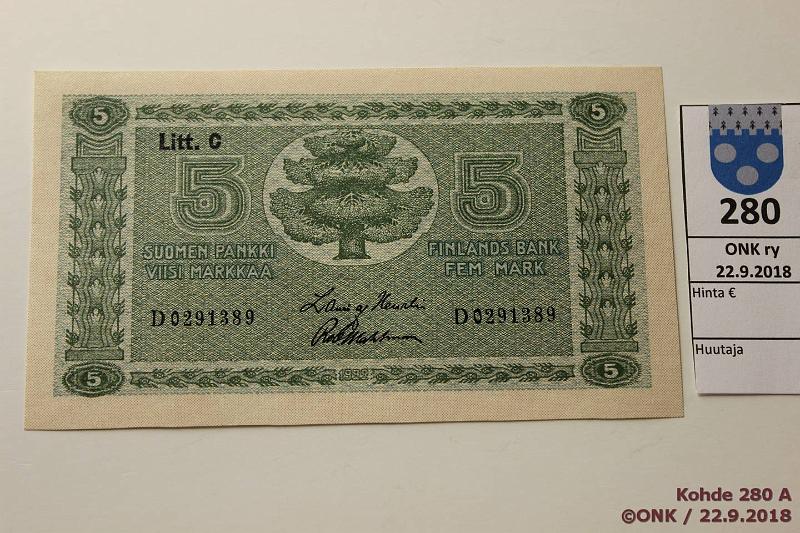 5 5
Litt. C
5 5
SUOMEN PANKKI
VIISI MARKKAA
FINLANDS BANK
FEM MARK
D0291389 D0291389
5 1922 5
280
ONK ry
22.9.2018
Hinta €
Huutaja
Kohde 280 A
©ONK / 22.9.2018